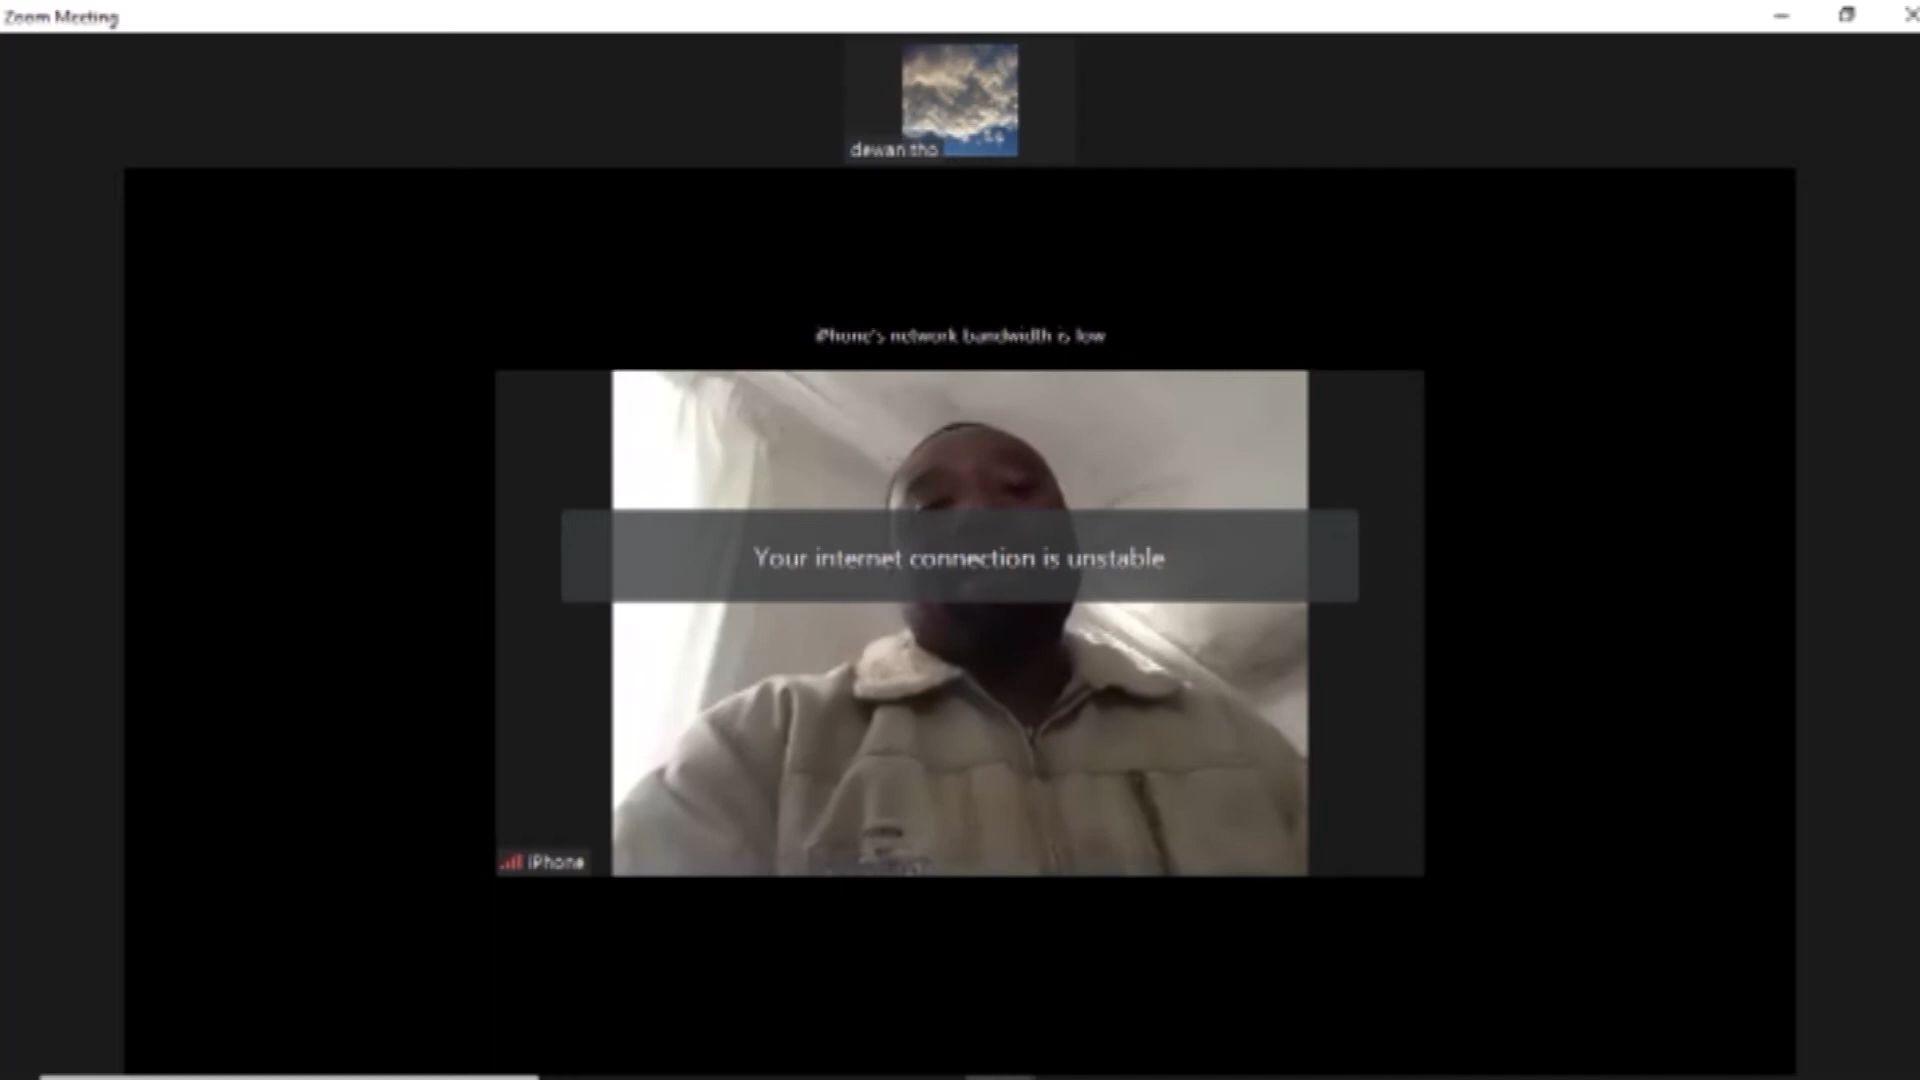 Zoom Meeting
dewan tho
iPhone's network bandwidth is low
Your internet connection is unstable
iPhone